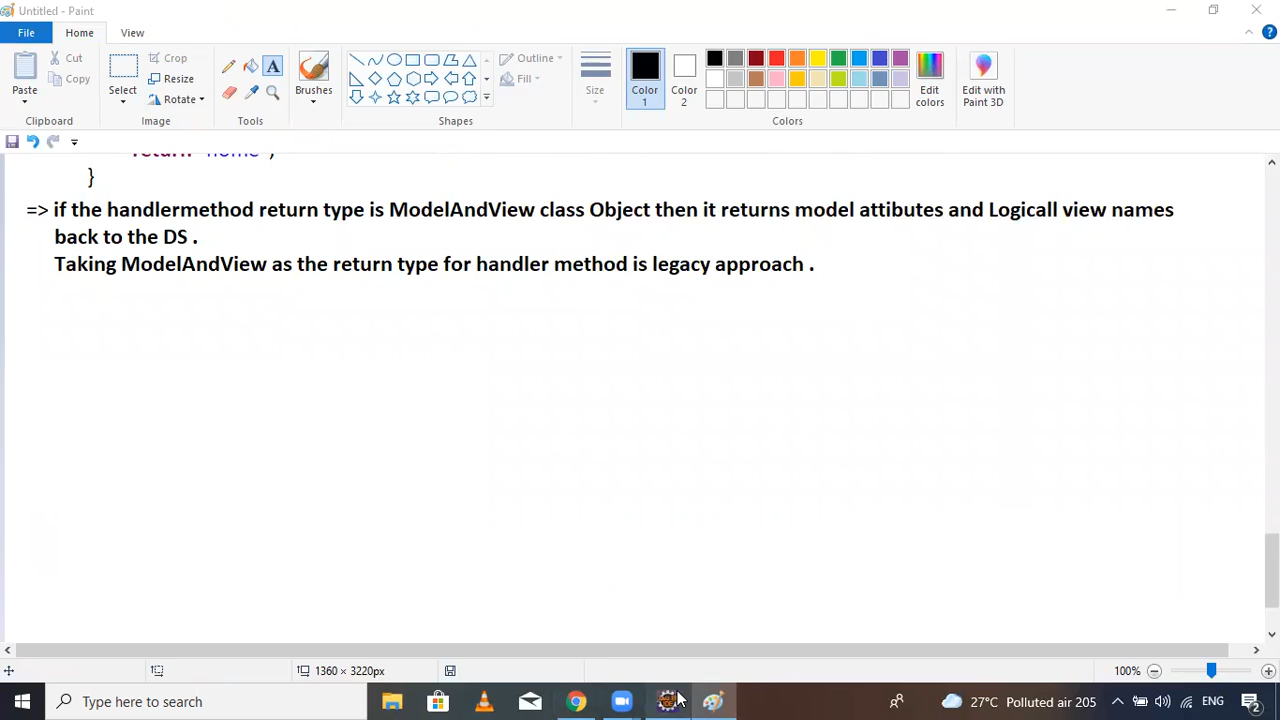 Untitled - Paint
File
Home
View
Paste
Cut
Copy
Clipboard
Select
Crop
Resize
Rotate
Image
A
Tools
Brushes
Shapes
Outline
Fill
Size
Color 1
Color 2
Edit colors
Colors
Edit with Paint 3D
return "home";
}
=> if the handlermethod return type is ModelAndView class Object then it returns model attibutes and Logicall view names
back to the DS .
Taking ModelAndView as the return type for handler method is legacy approach .
1360 × 3220px
100%
Type here to search
27°C Polluted air 205
ENG
2